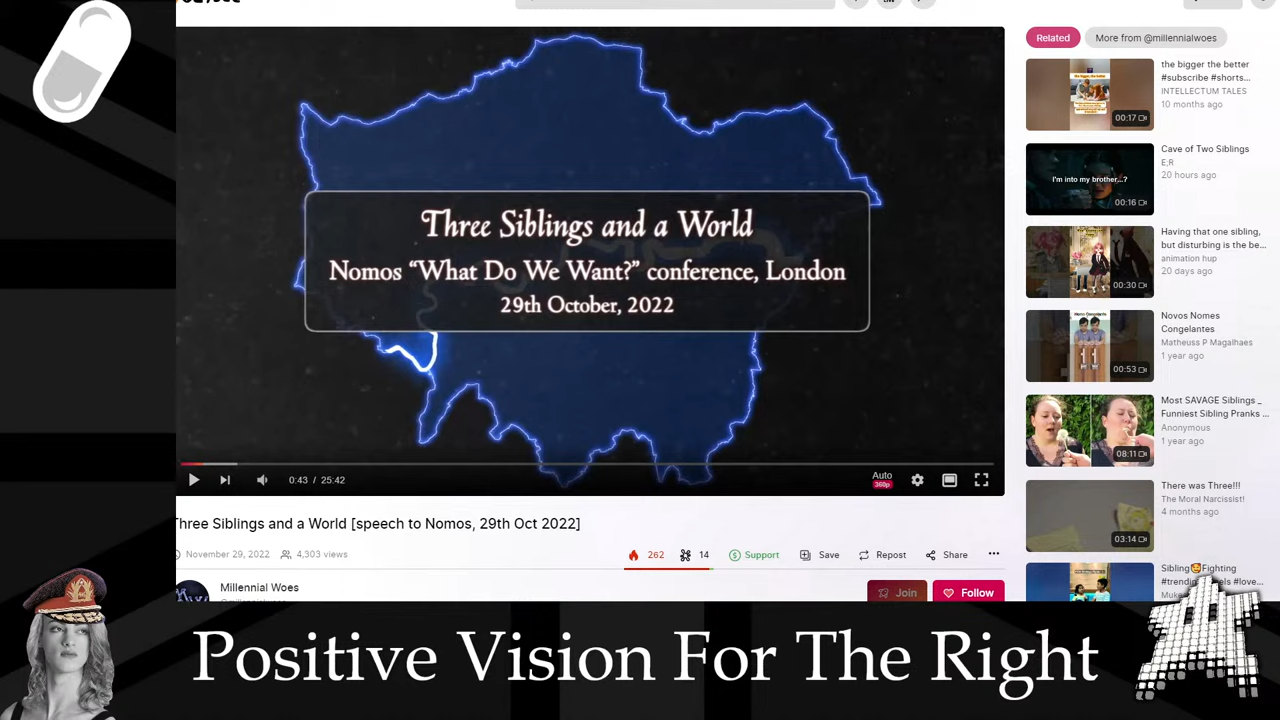 Three Siblings and a World
Nomos “What Do We Want?” conference, London
29th October, 2022
0:43 / 25:42
Auto
360p
Three Siblings and a World [speech to Nomos, 29th Oct 2022]
November 29, 2022
4,303 views
262
14
Support
Save
Repost
Share
Millennial Woes
Join
Follow
Related
More from @millennialwoes
the bigger the better
#subscribe #shorts...
INTELLECTUM TALES
10 months ago
00:17
Cave of Two Siblings
E;R
20 hours ago
I'm into my brother...?
00:16
Having that one sibling,
but disturbing is the be...
animation hup
20 days ago
00:30
Novos Nomes
Congelantes
Matheuss P Magalhaes
1 year ago
00:53
Most SAVAGE Siblings _
Funniest Sibling Pranks ...
Anonymous
1 year ago
08:11
There was Three!!!
The Moral Narcissist!
4 months ago
03:14
Sibling🤩Fighting
Positive Vision For The Right